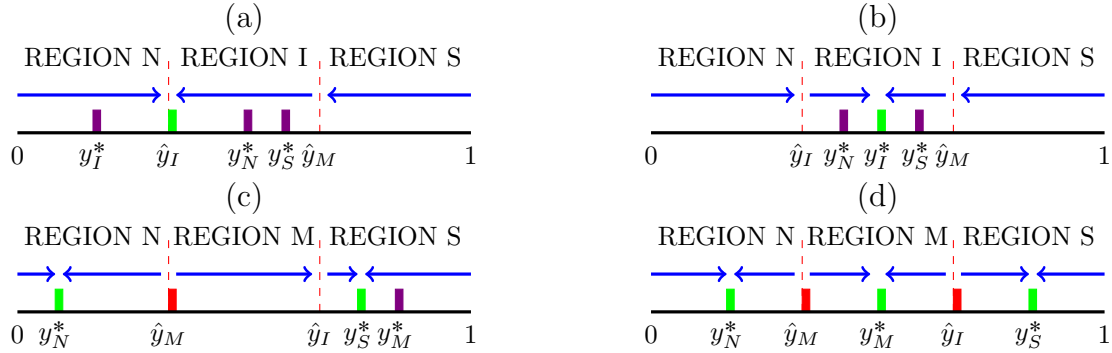 (a)
REGION N REGION I REGION S
0 y*_I ŷ_I y*_N y*_S ŷ_M 1
(b)
REGION N REGION I REGION S
0 ŷ_I y*_N y*_I y*_S ŷ_M 1
(c)
REGION N REGION M REGION S
0 y*_N ŷ_M ŷ_I y*_S y*_M 1
(d)
REGION N REGION M REGION S
0 y*_N ŷ_M y*_M ŷ_I y*_S 1